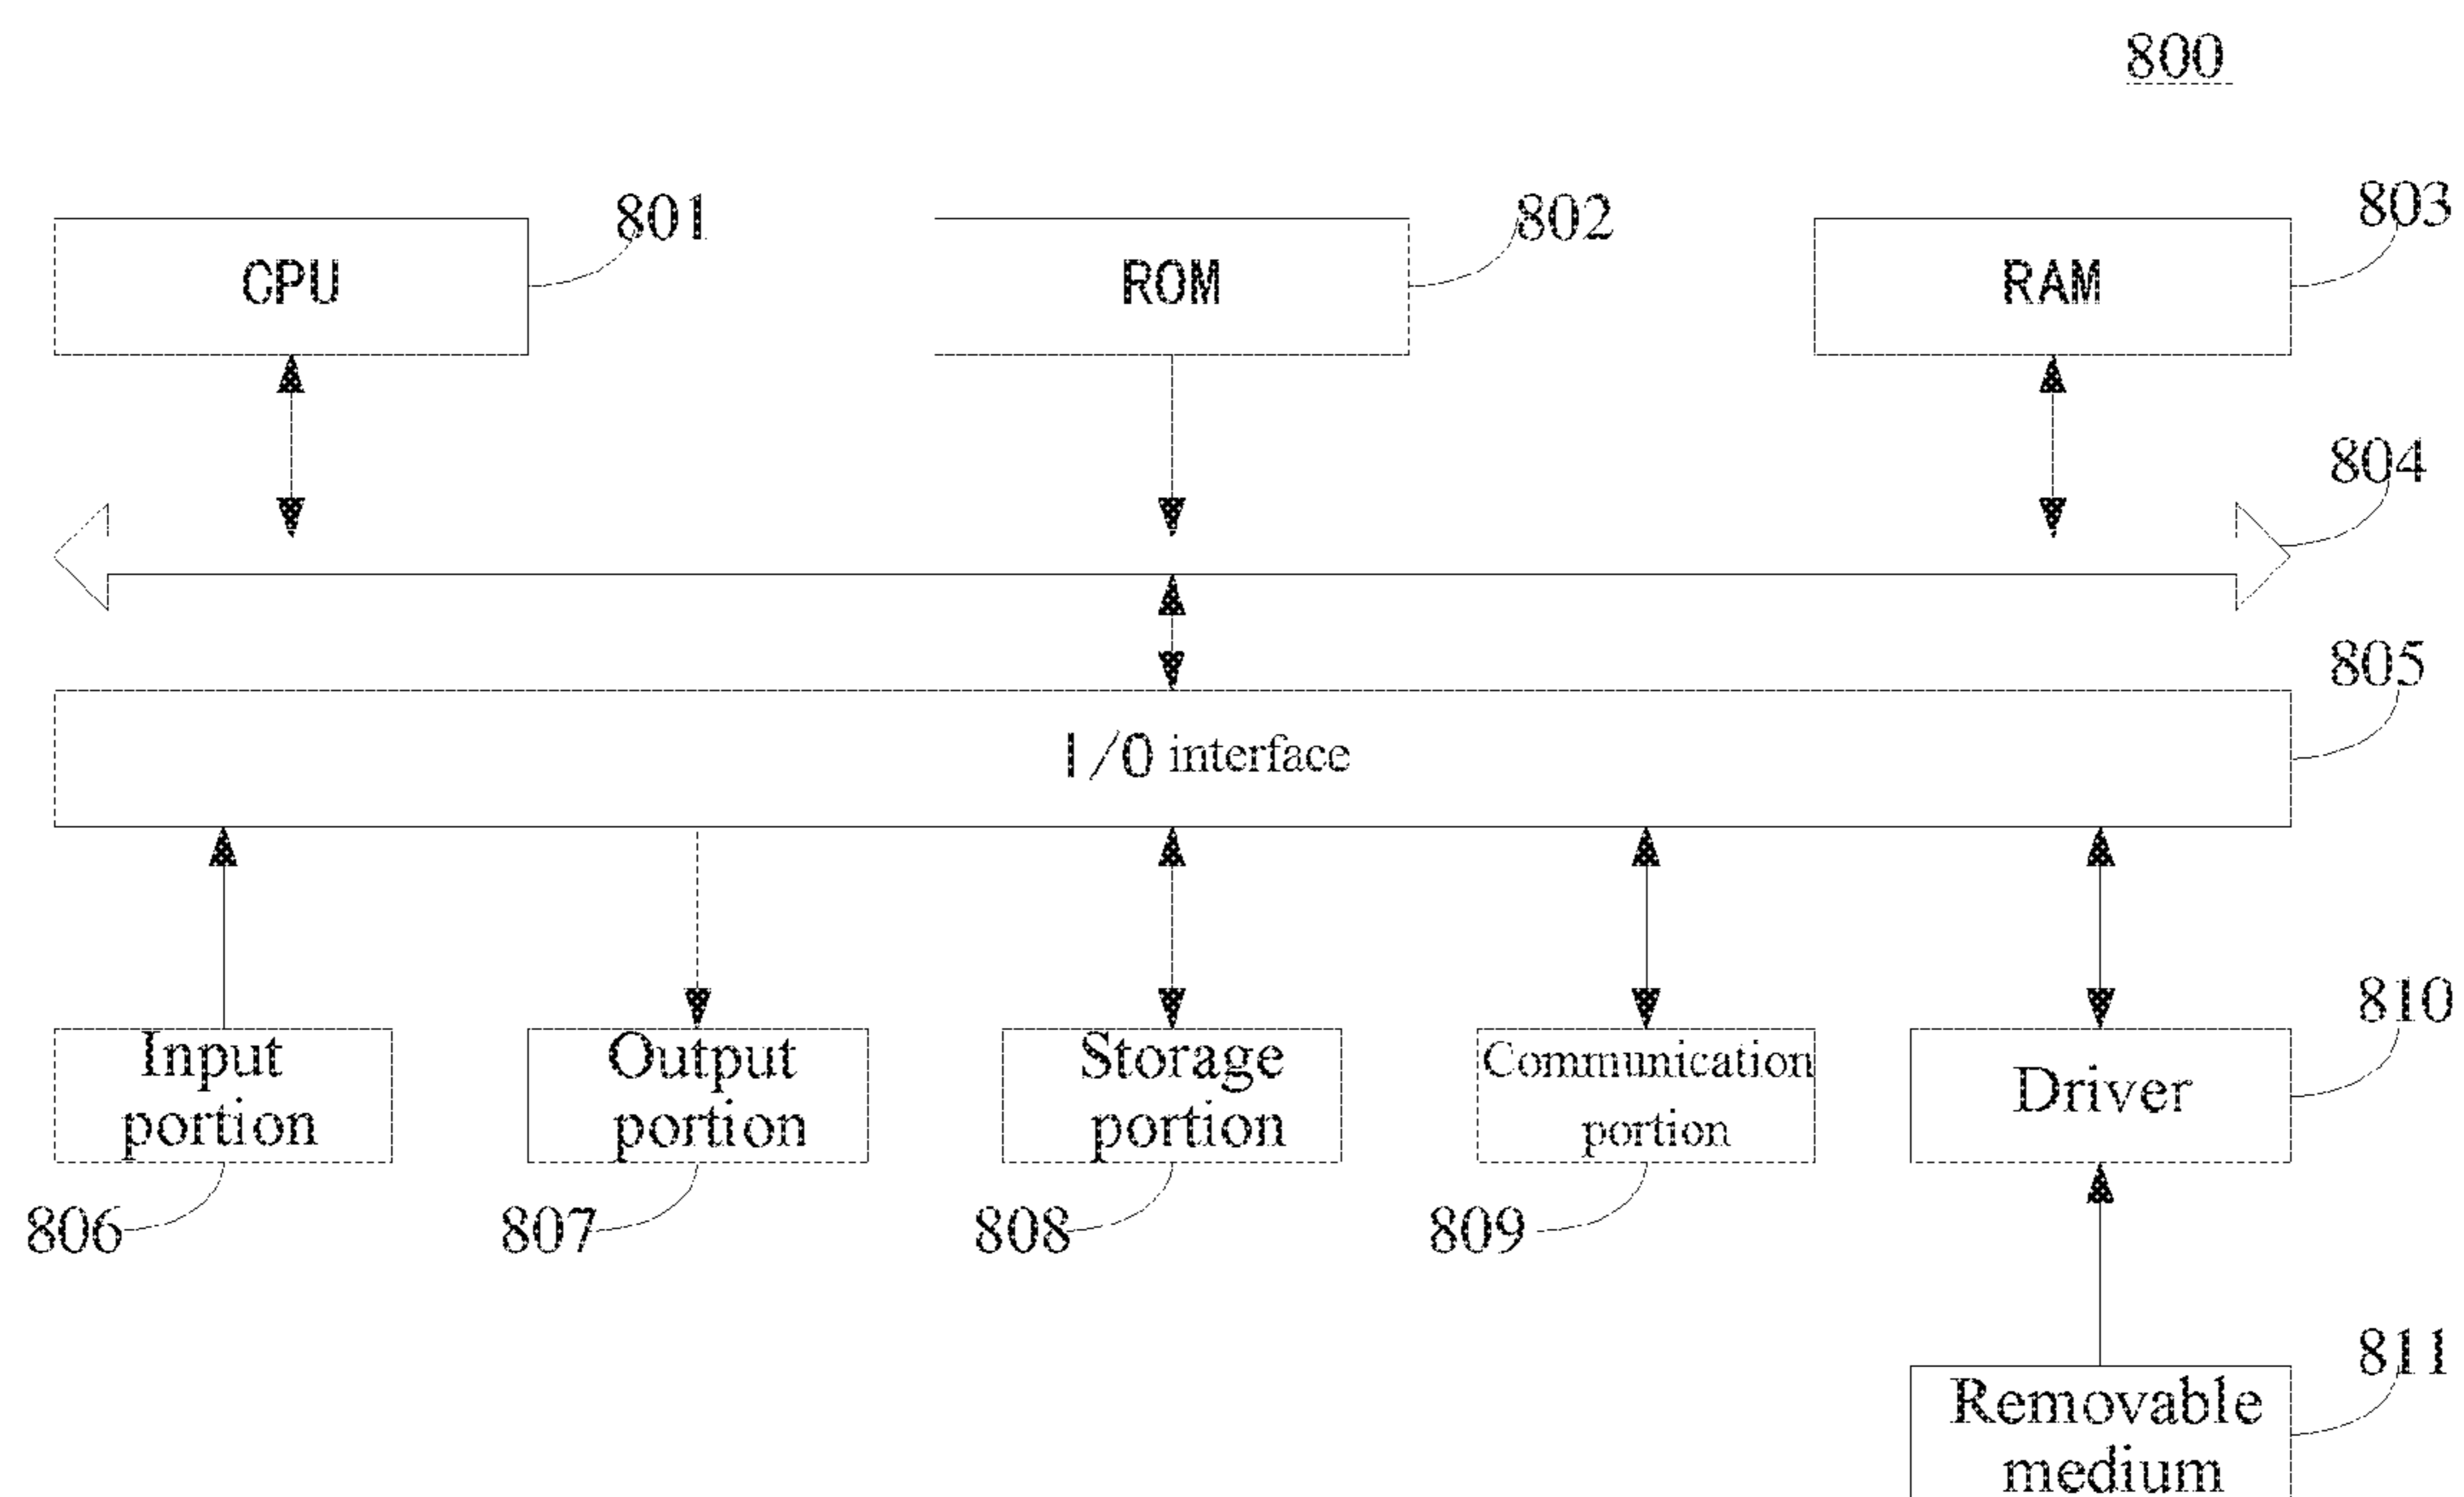 800
801
802
803
CPU
ROM
RAM
804
805
I/O interface
810
Input
portion
Output
portion
Storage
portion
Communication
portion
Driver
806
807
808
809
811
Removable
medium